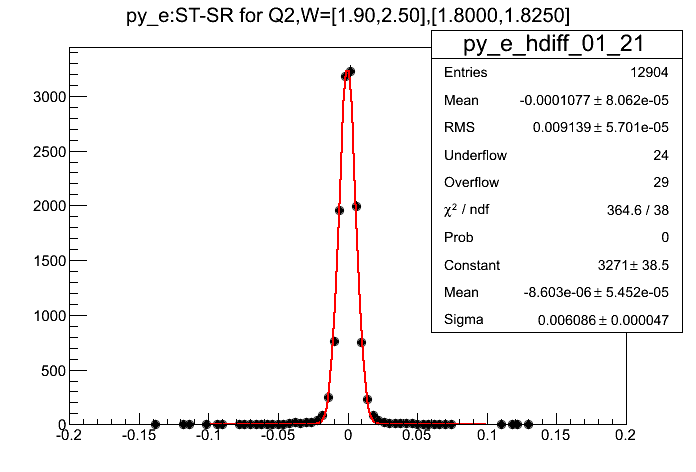 py_e:ST-SR for Q2,W=[1.90,2.50],[1.8000,1.8250]
py_e_hdiff_01_21
Entries 12904
Mean -0.0001077 ± 8.062e-05
RMS 0.009139 ± 5.701e-05
Underflow 24
Overflow 29
χ² / ndf 364.6 / 38
Prob 0
Constant 3271 ± 38.5
Mean -8.603e-06 ± 5.452e-05
Sigma 0.006086 ± 0.000047
3000
2500
2000
1500
1000
500
0
-0.2 -0.15 -0.1 -0.05 0 0.05 0.1 0.15 0.2